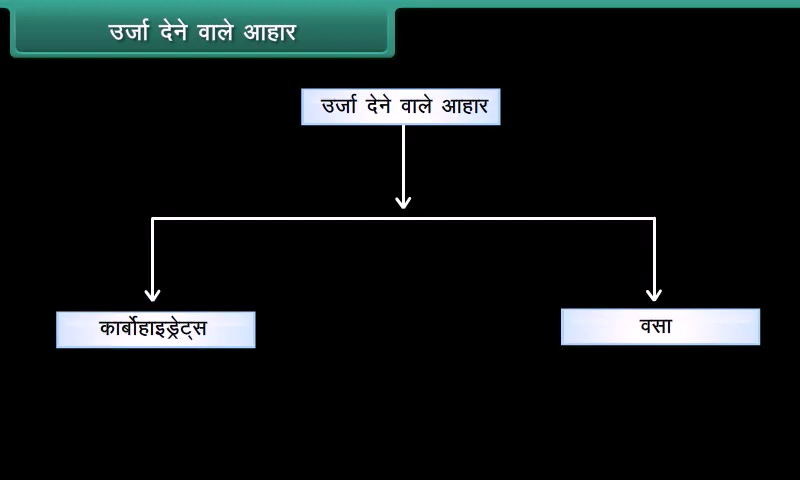 उर्जा देने वाले आहार
उर्जा देने वाले आहार
कार्बोहाइड्रेट्स
वसा